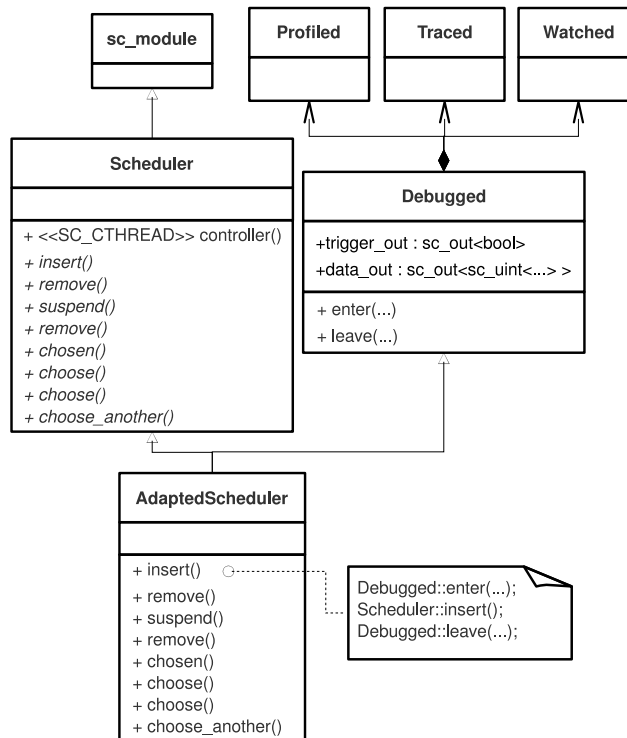 sc_module
Profiled
Traced
Watched
Scheduler
+ <<SC_CTHREAD>> controller()
+ insert()
+ remove()
+ suspend()
+ remove()
+ chosen()
+ choose()
+ choose()
+ choose_another()
Debugged
+trigger_out : sc_out<bool>
+data_out : sc_out<sc_uint<...> >
+ enter(...)
+ leave(...)
AdaptedScheduler
+ insert()
+ remove()
+ suspend()
+ remove()
+ chosen()
+ choose()
+ choose()
+ choose_another()
Debugged::enter(...);
Scheduler::insert();
Debugged::leave(...);